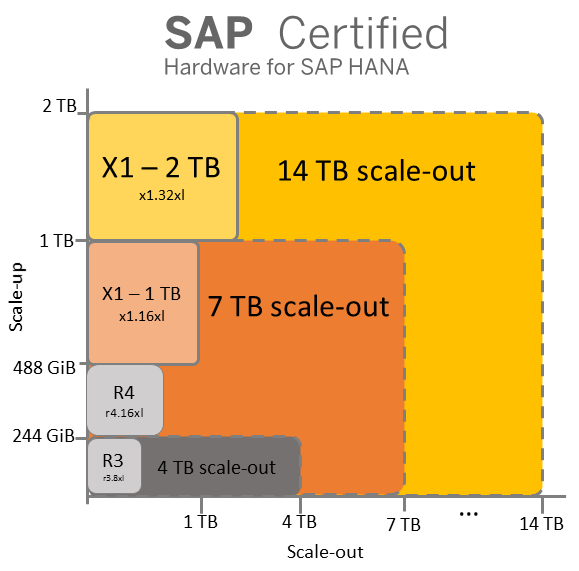 SAP Certified
Hardware for SAP HANA
2 TB
X1 – 2 TB
x1.32xl
14 TB scale-out
1 TB
X1 – 1 TB
x1.16xl
7 TB scale-out
Scale-up
488 GiB
R4
r4.16xl
244 GiB
R3
r3.8xl
4 TB scale-out
1 TB
4 TB
7 TB
...
14 TB
Scale-out